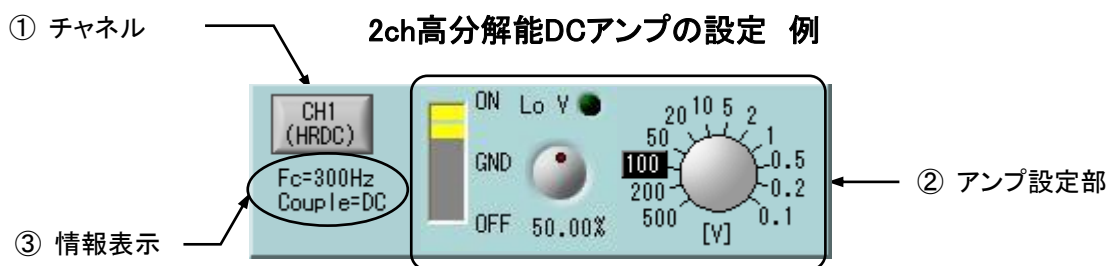 ① チャネル
2ch高分解能DCアンプの設定 例
CH1
(HRDC)
Fc=300Hz
Couple=DC
ON
Lo V
GND
OFF
50.00%
500
200
100
50
20
10
5
2
1
0.5
0.2
0.1
[V]
② アンプ設定部
③ 情報表示